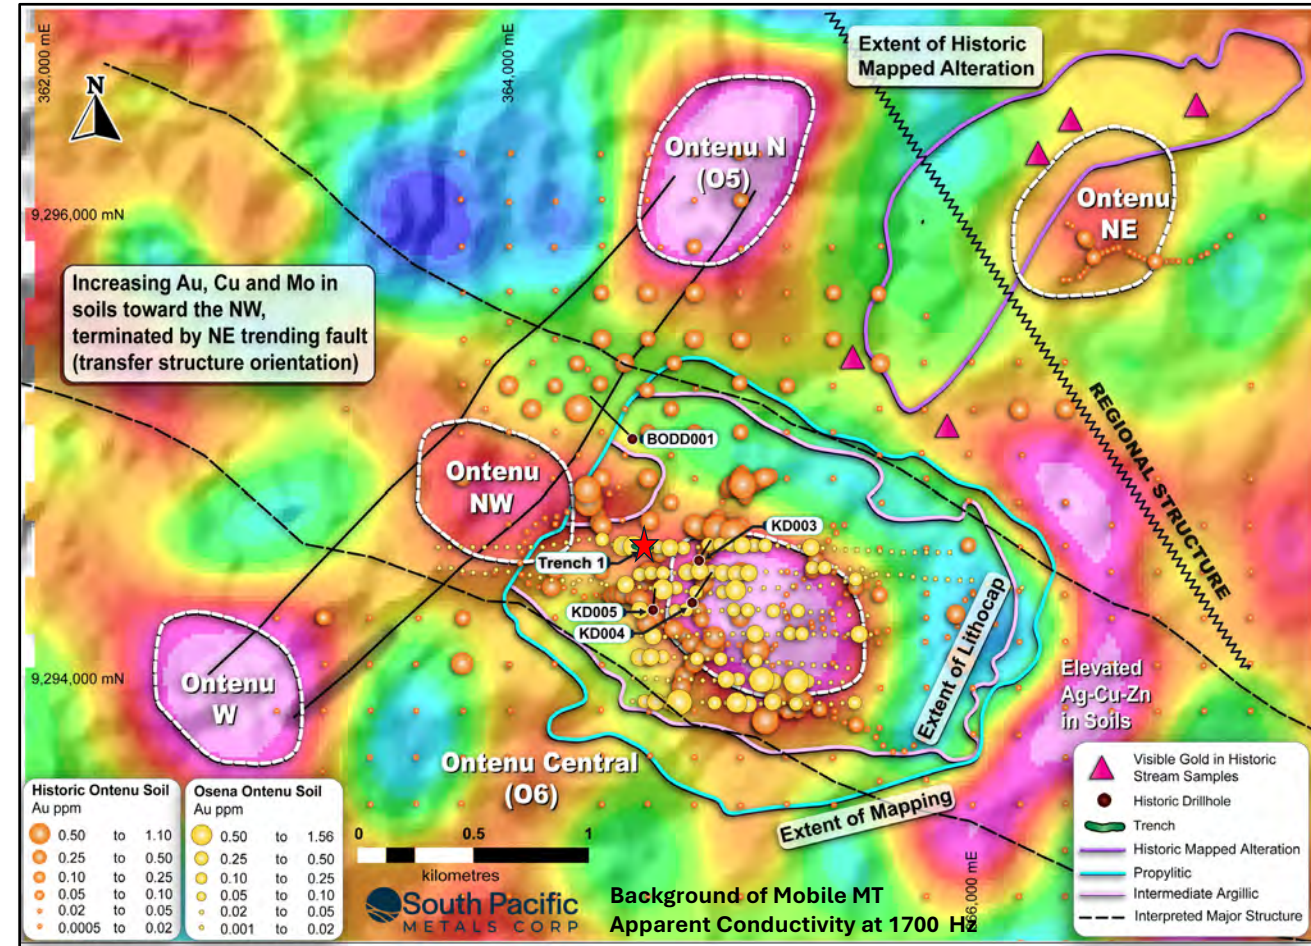 362,000 mE
364,000 mE
Extent of Historic
Mapped Alteration
N
Ontenu N
(O5)
Ontenu
NE
9,296,000 mN
Increasing Au, Cu and Mo in
soils toward the NW,
terminated by NE trending fault
(transfer structure orientation)
REGIONAL STRUCTURE
BODD001
Ontenu
NW
KD003
Trench 1
KD005
KD004
Extent of Lithocap
9,294,000 mN
Ontenu
W
Elevated
Ag-Cu-Zn
in Soils
Ontenu Central
(O6)
Extent of Mapping
Historic Ontenu Soil
Au ppm
0.50 to 1.10
0.25 to 0.50
0.10 to 0.25
0.05 to 0.10
0.02 to 0.05
0.0005 to 0.02
Osena Ontenu Soil
Au ppm
0.50 to 1.56
0.25 to 0.50
0.10 to 0.25
0.05 to 0.10
0.02 to 0.05
0.001 to 0.02
0 0.5 1
kilometres
South Pacific
METALS CORP
Background of Mobile MT
Apparent Conductivity at 1700 Hz
Visible Gold in Historic
Stream Samples
Historic Drillhole
Trench
Historic Mapped Alteration
Propylitic
Intermediate Argillic
Interpreted Major Structure